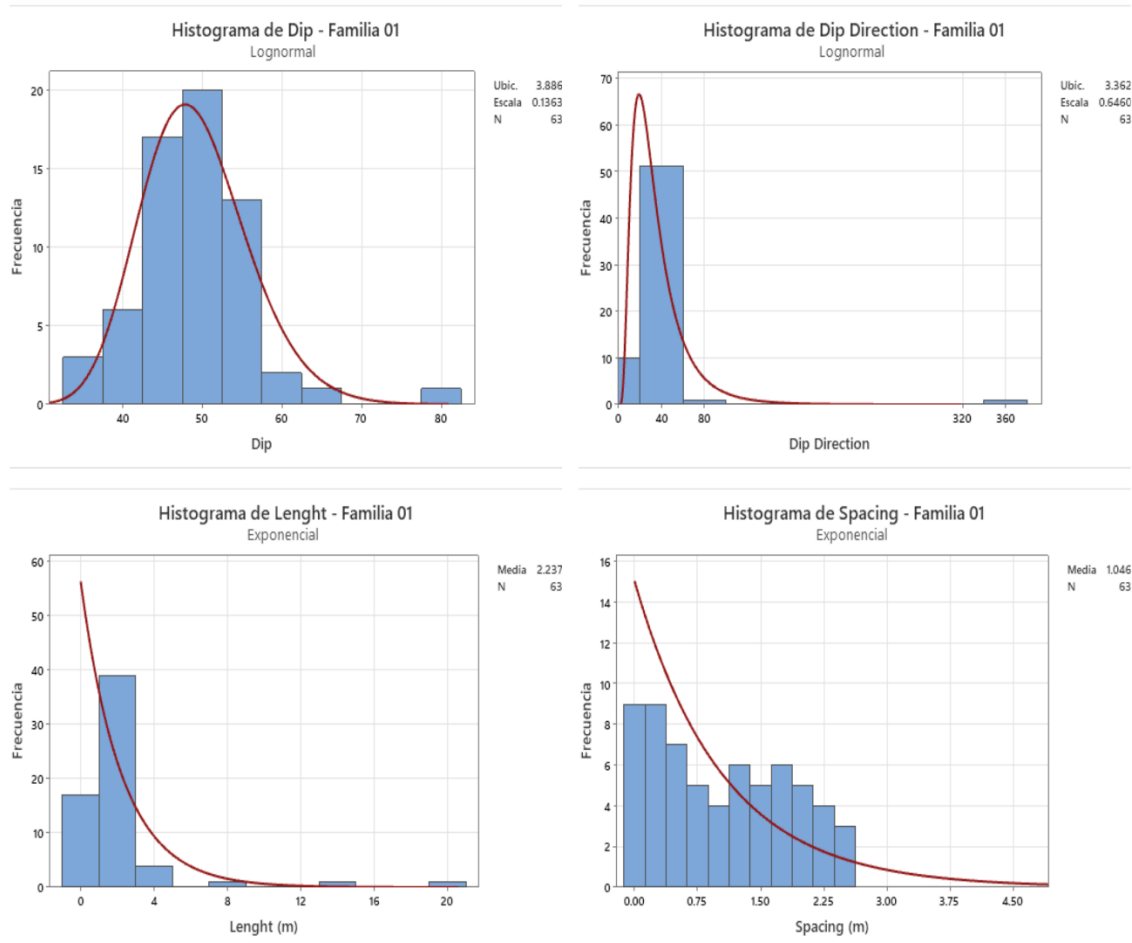 Histograma de Dip - Familia 01
Lognormal
Ubic. 3.886
Escala 0.1363
N 63
Frecuencia
20
15
10
5
0
40 50 60 70 80
Dip
Histograma de Dip Direction - Familia 01
Lognormal
Ubic. 3.362
Escala 0.6460
N 63
Frecuencia
70
60
50
40
30
20
10
0
0 40 80 320 360
Dip Direction
Histograma de Lenght - Familia 01
Exponencial
Media 2.237
N 63
Frecuencia
60
50
40
30
20
10
0
0 4 8 12 16 20
Lenght (m)
Histograma de Spacing - Familia 01
Exponencial
Media 1.046
N 63
Frecuencia
16
14
12
10
8
6
4
2
0
0.00 0.75 1.50 2.25 3.00 3.75 4.50
Spacing (m)